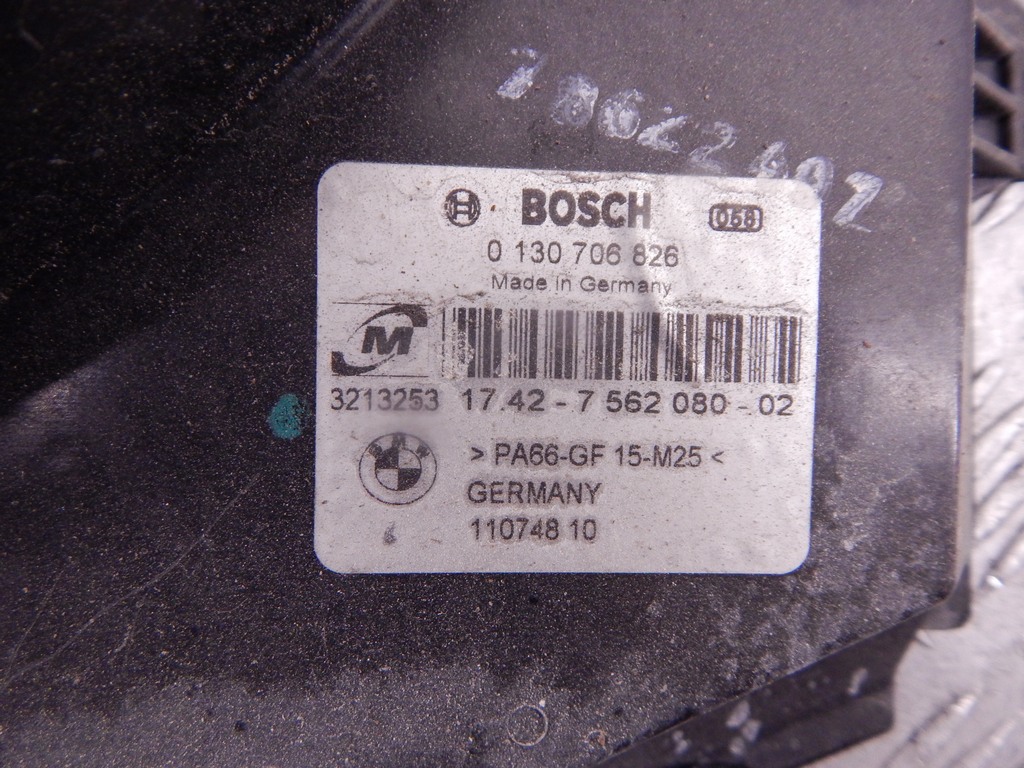 BOSCH 058
0 130 706 826
Made in Germany
M
3213253 17.42 - 7 562 080 - 02
BMW
> PA66-GF 15-M25 <
GERMANY
110748 10